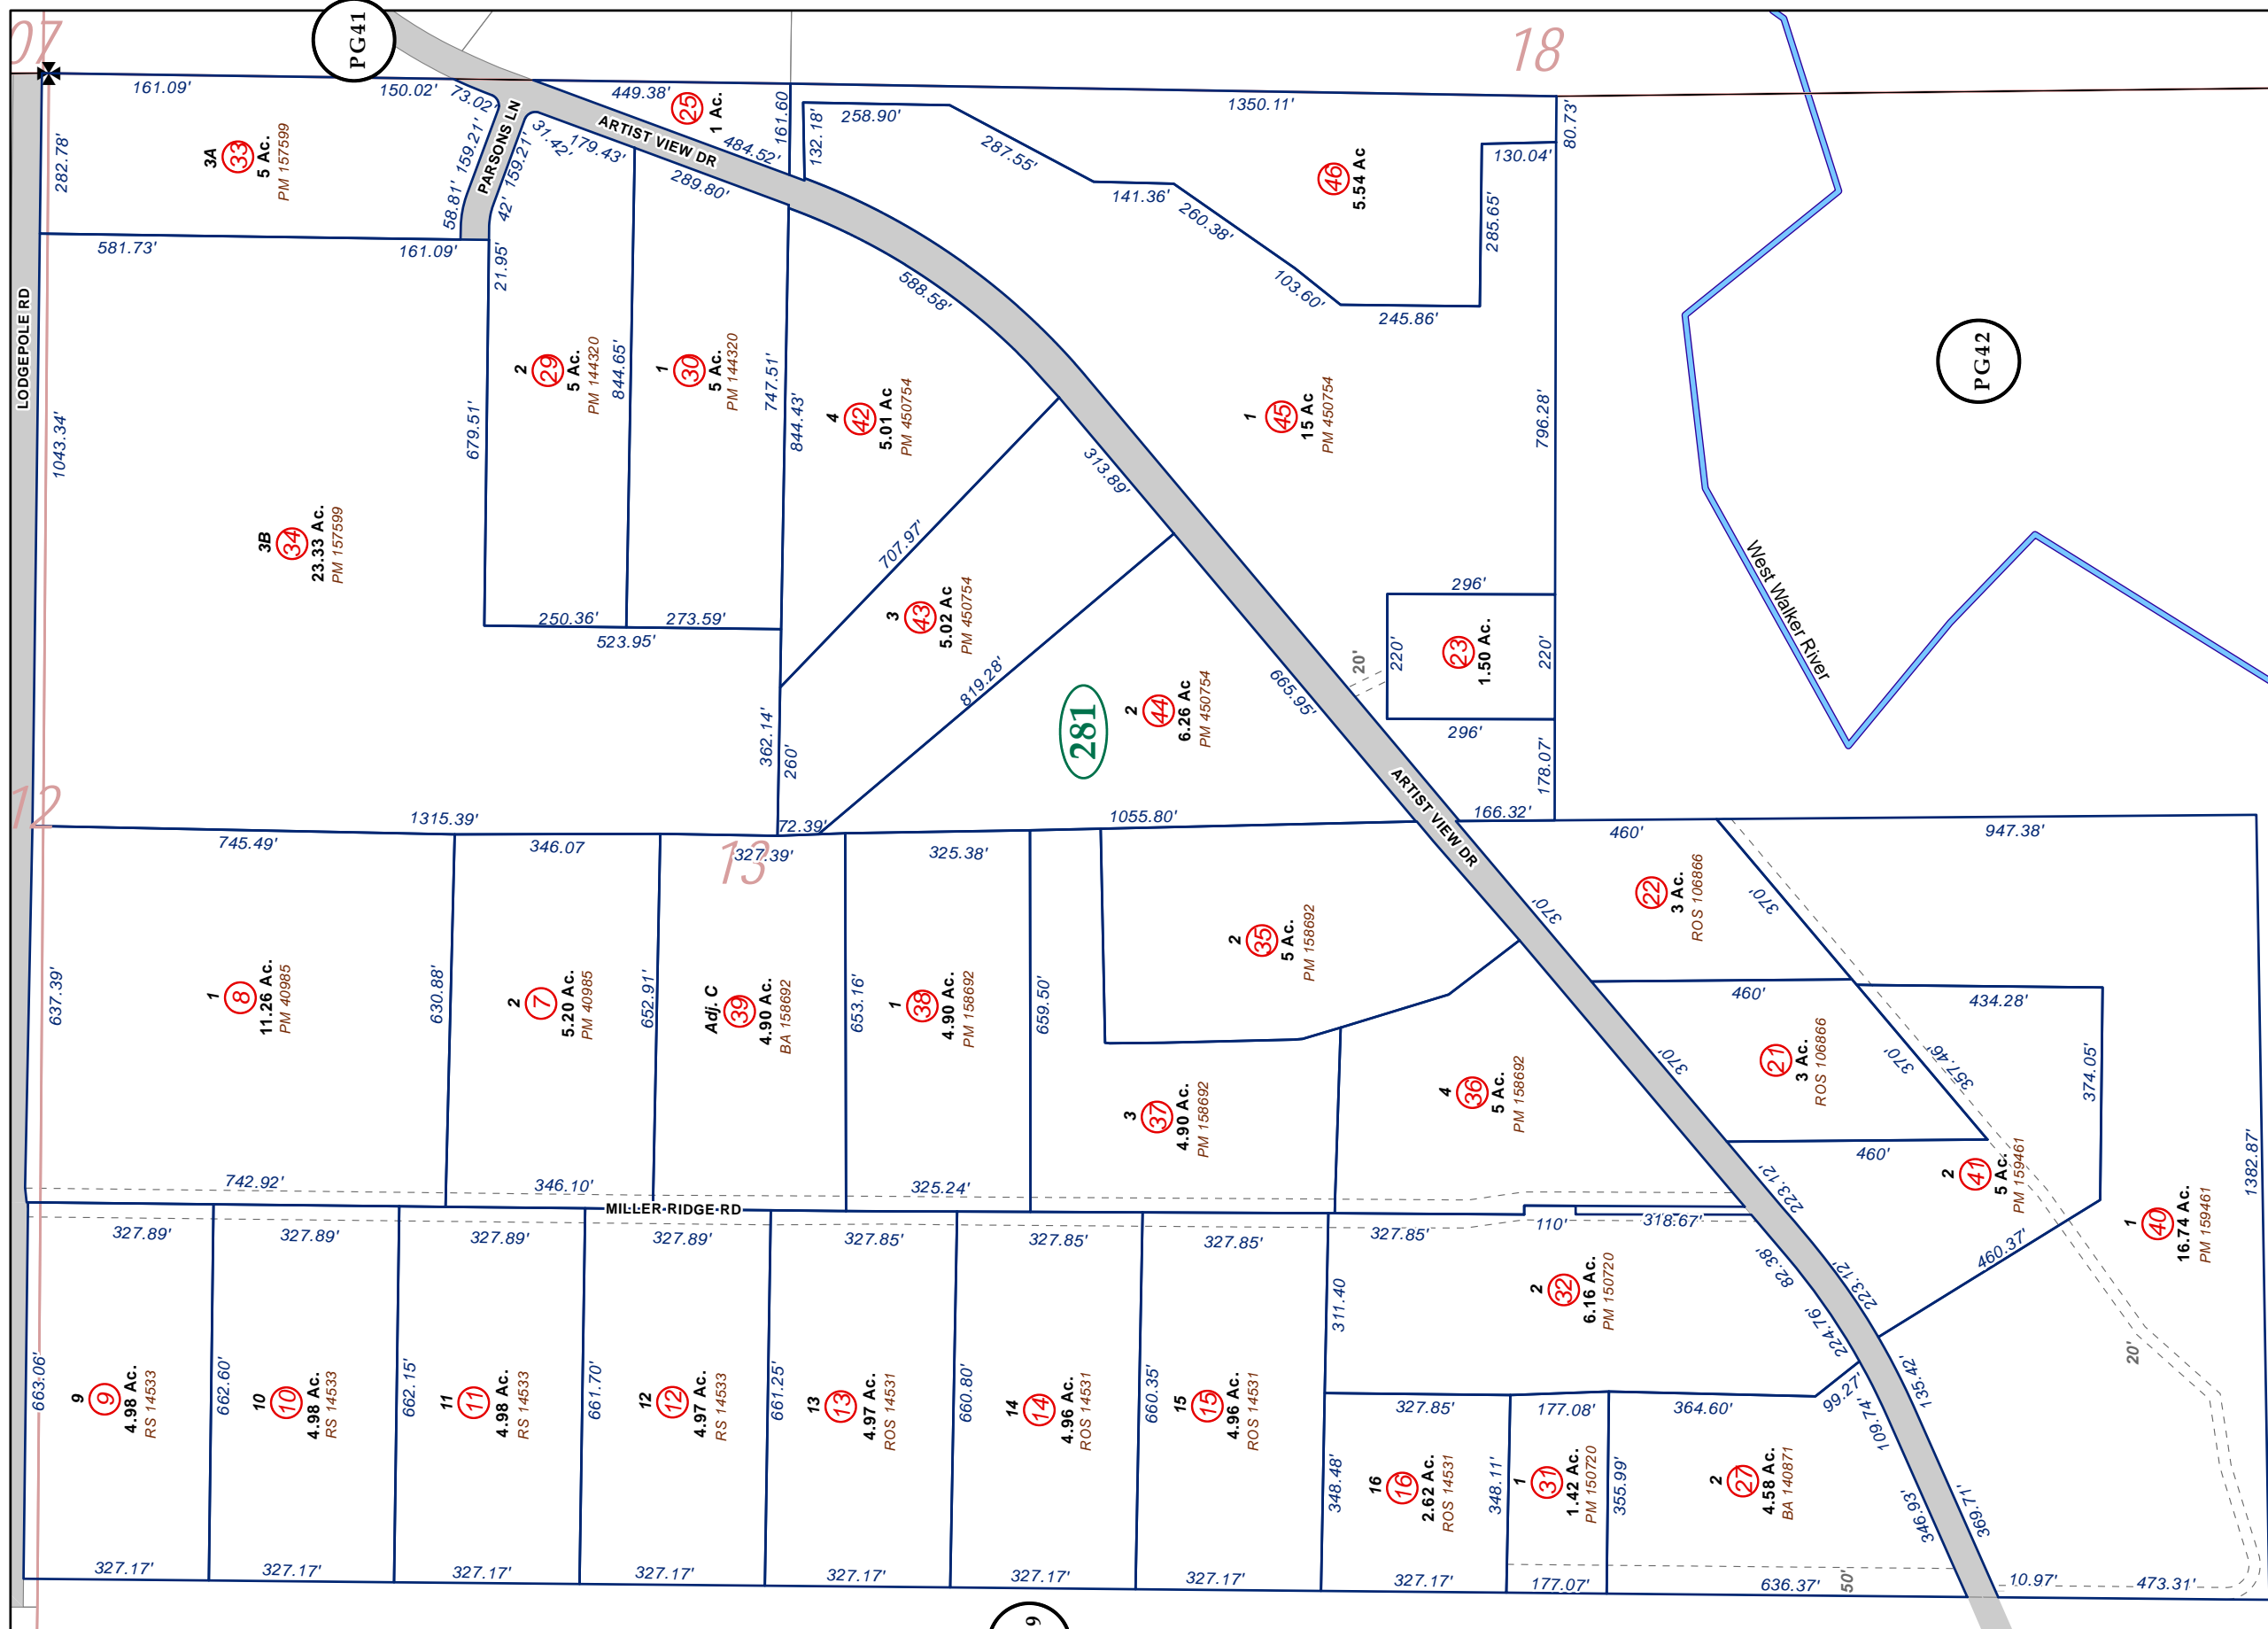 07
PG41
18
161.09'
150.02'
73.02'
449.38'
25
1 Ac.
161.60
132.18'
258.90'
1350.11'
80.73'
282.78'
3A
33
5 Ac.
PM 157599
58.81'
159.21'
PARSONS LN
42'
159.21'
31.42'
179.43'
ARTIST VIEW DR
484.52'
289.80'
287.55'
141.36'
260.38'
103.60'
245.86'
285.65'
130.04'
46
5.54 Ac
581.73'
161.09'
21.95'
LODGEPOLE RD
1043.34'
3B
34
23.33 Ac.
PM 157599
679.51'
2
29
5 Ac.
PM 144320
844.65'
1
30
5 Ac.
PM 144320
747.51'
844.43'
4
42
5.01 Ac
PM 450754
588.58'
313.89'
1
45
15 Ac
PM 450754
796.28'
PG42
West Walker River
707.97'
250.36'
273.59'
523.95'
3
43
5.02 Ac
PM 450754
819.28'
362.14'
260'
281
2
44
6.26 Ac
PM 450754
665.95'
20'
296'
220'
23
1.50 Ac.
220'
296'
178.07'
12
1315.39'
72.39'
1055.80'
ARTIST VIEW DR
166.32'
460'
947.38'
745.49'
346.07
13
327.39'
325.38'
637.39'
1
8
11.26 Ac.
PM 40985
630.88'
2
7
5.20 Ac.
PM 40985
652.91'
Adj. C
39
4.90 Ac.
BA 158692
653.16'
1
38
4.90 Ac.
PM 158692
659.50'
2
35
5 Ac.
PM 158692
370'
22
3 Ac.
ROS 106866
370'
460'
434.28'
3
37
4.90 Ac.
PM 158692
4
36
5 Ac.
PM 158692
370'
21
3 Ac.
ROS 106866
370'
357.46'
374.05'
460'
2
41
5 Ac.
PM 159461
1382.87'
742.92'
346.10'
325.24'
MILLER RIDGE RD
223.12'
1
40
16.74 Ac.
PM 159461
460.37'
327.89'
327.89'
327.89'
327.89'
327.85'
327.85'
327.85'
327.85'
110'
318.67'
82.38'
223.12'
311.40
2
32
6.16 Ac.
PM 150720
224.76'
20'
663.06'
9
9
4.98 Ac.
RS 14533
662.60'
10
10
4.98 Ac.
RS 14533
662.15'
11
11
4.98 Ac.
RS 14533
661.70'
12
12
4.97 Ac.
RS 14533
661.25'
13
13
4.97 Ac.
ROS 14531
660.80'
14
14
4.96 Ac.
ROS 14531
660.35'
15
15
4.96 Ac.
ROS 14531
327.85'
177.08'
364.60'
99.27'
109.74'
135.42'
348.48'
16
16
2.62 Ac.
ROS 14531
348.11'
1
31
1.42 Ac.
PM 150720
355.99'
2
27
4.58 Ac.
BA 140871
346.93'
369.71'
327.17'
327.17'
327.17'
327.17'
327.17'
327.17'
327.17'
327.17'
177.07'
636.37'
50'
10.97'
473.31'
9